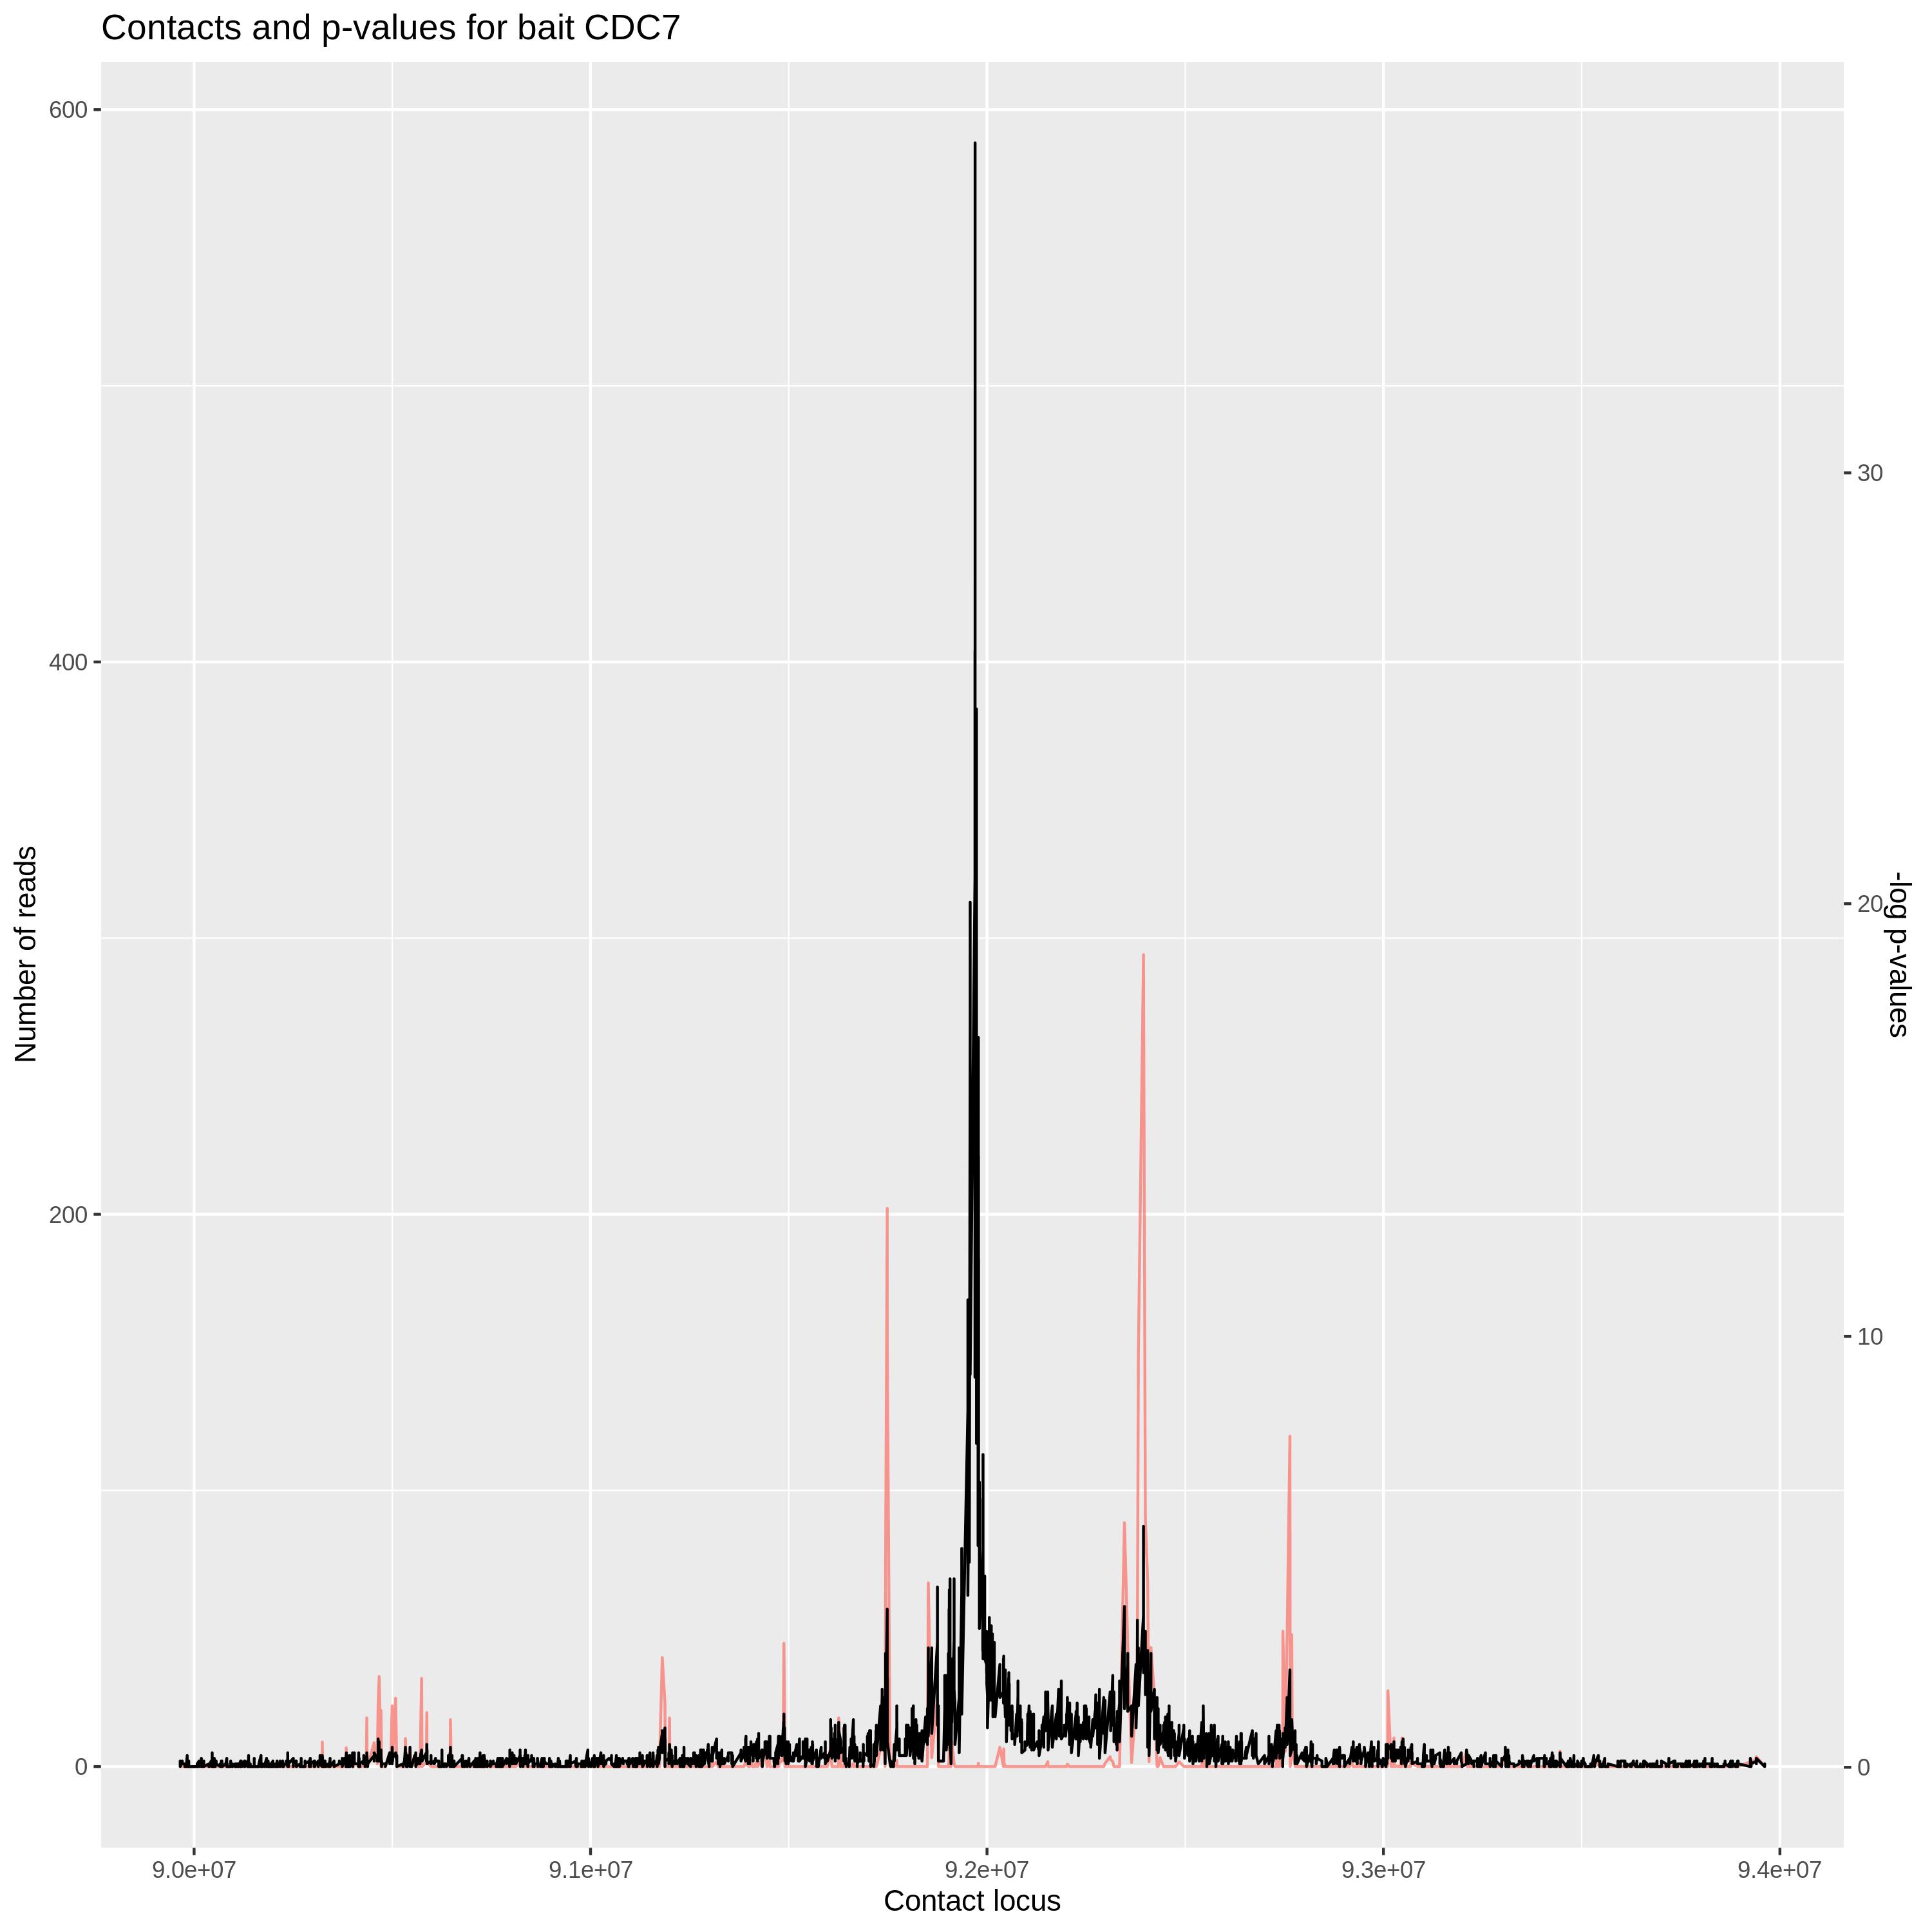 Contacts and p-values for bait CDC7
600
400
200
0
Number of reads
30
20
10
0
-log p-values
9.0e+07
9.1e+07
9.2e+07
9.3e+07
9.4e+07
Contact locus